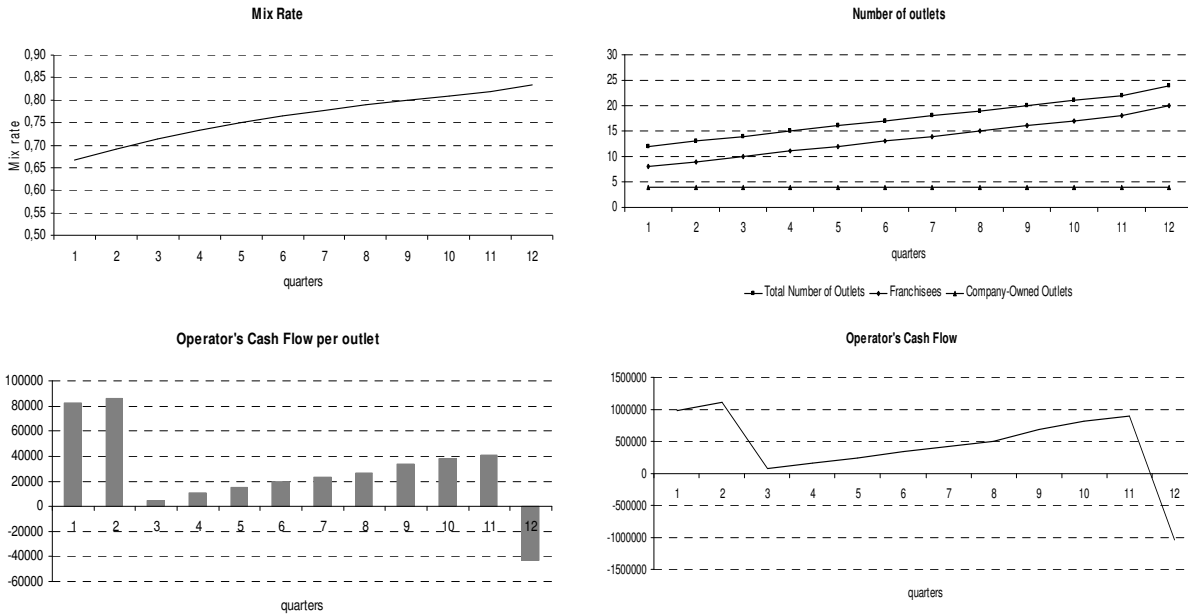 Mix Rate
0,90
0,85
0,80
0,75
0,70
0,65
0,60
0,55
0,50
Mix rate
1 2 3 4 5 6 7 8 9 10 11 12
quarters
Number of outlets
30
25
20
15
10
5
0
1 2 3 4 5 6 7 8 9 10 11 12
quarters
Total Number of Outlets Franchisees Company-Owned Outlets
Operator's Cash Flow per outlet
100000
80000
60000
40000
20000
0
-20000
-40000
-60000
1 2 3 4 5 6 7 8 9 10 11 12
quarters
Operator's Cash Flow
1500000
1000000
500000
0
-500000
-1000000
-1500000
1 2 3 4 5 6 7 8 9 10 11 12
quarters